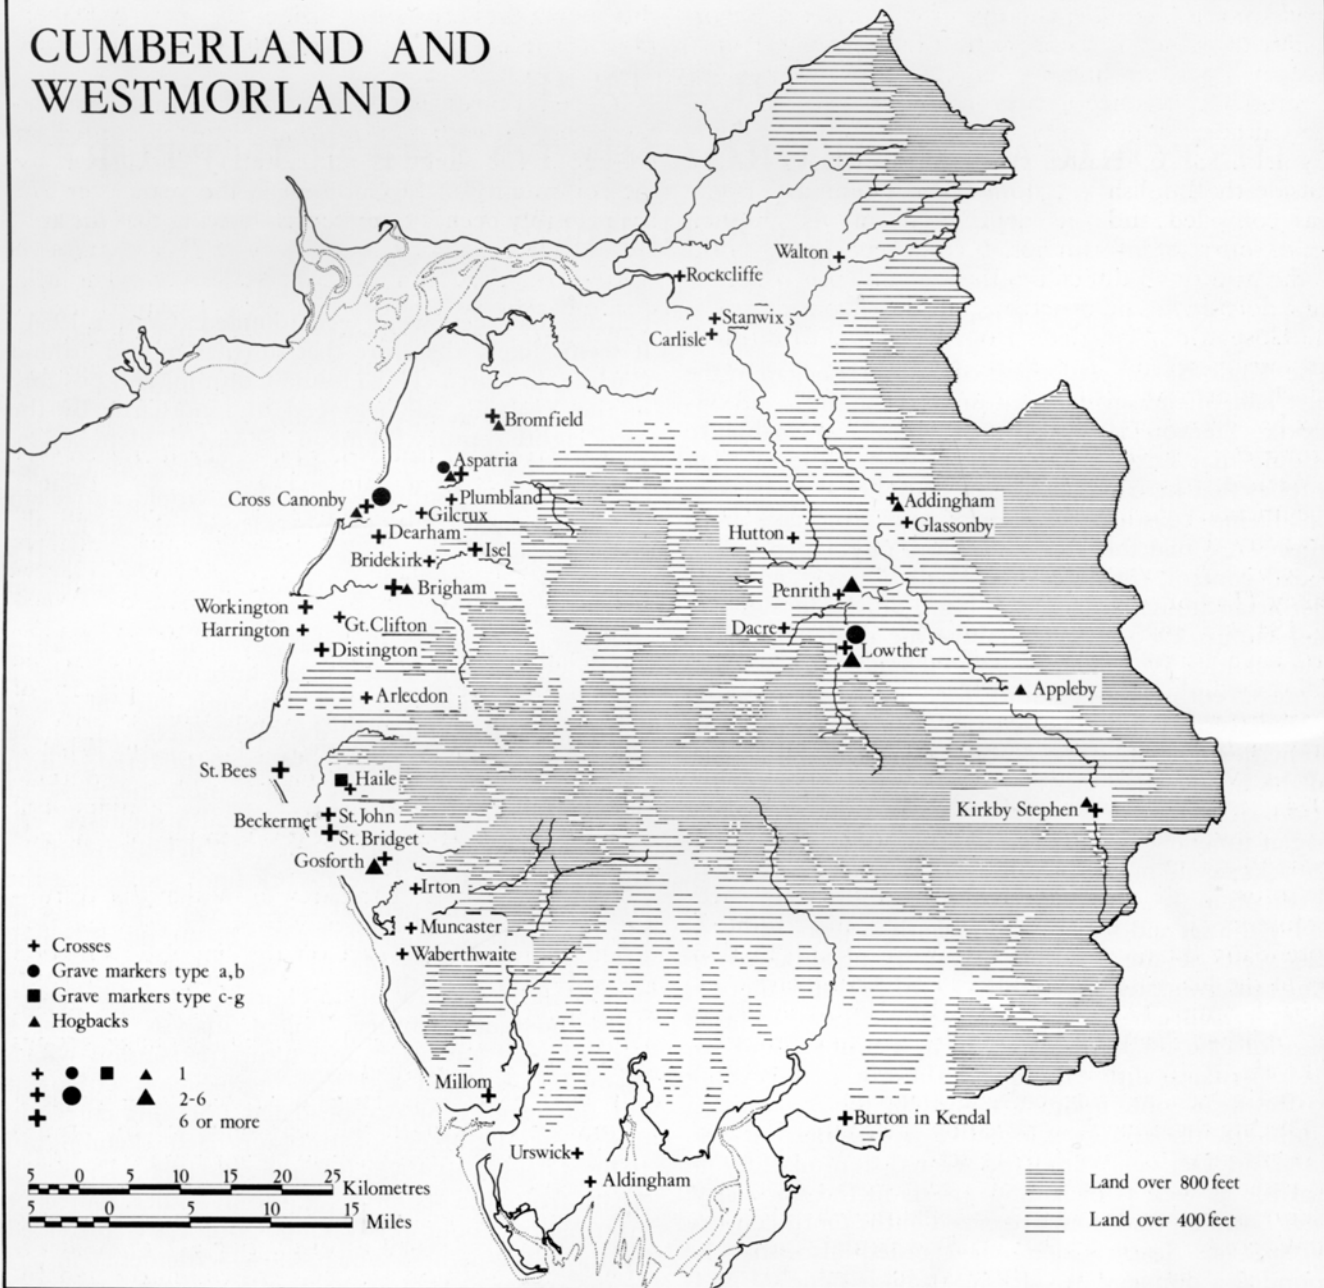 CUMBERLAND AND
WESTMORLAND
Walton
Rockcliffe
Stanwix
Carlisle
Bromfield
Aspatria
Cross Canonby
Plumbland
Gilcrux
Addingham
Glassonby
Dearham
Hutton
Isel
Bridekirk
Brigham
Penrith
Workington
Gt. Clifton
Harrington
Dacre
Distington
Lowther
Arlecdon
Appleby
St. Bees
Haile
Kirkby Stephen
Beckermet
St. John
St. Bridget
Gosforth
Irton
Muncaster
Waberthwaite
Crosses
Grave markers type a,b
Grave markers type c-g
Hogbacks
1
2-6
6 or more
Millom
Burton in Kendal
Urswick
Aldingham
5 0 5 10 15 20 25
Kilometres
5 0 5 10 15
Miles
Land over 800 feet
Land over 400 feet